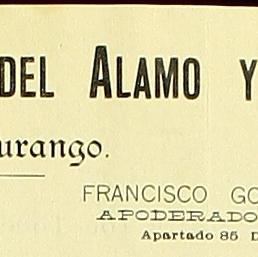 DEL ALAMO Y
urango.
FRANCISCO GO
APODERADO
Apartado 85 D